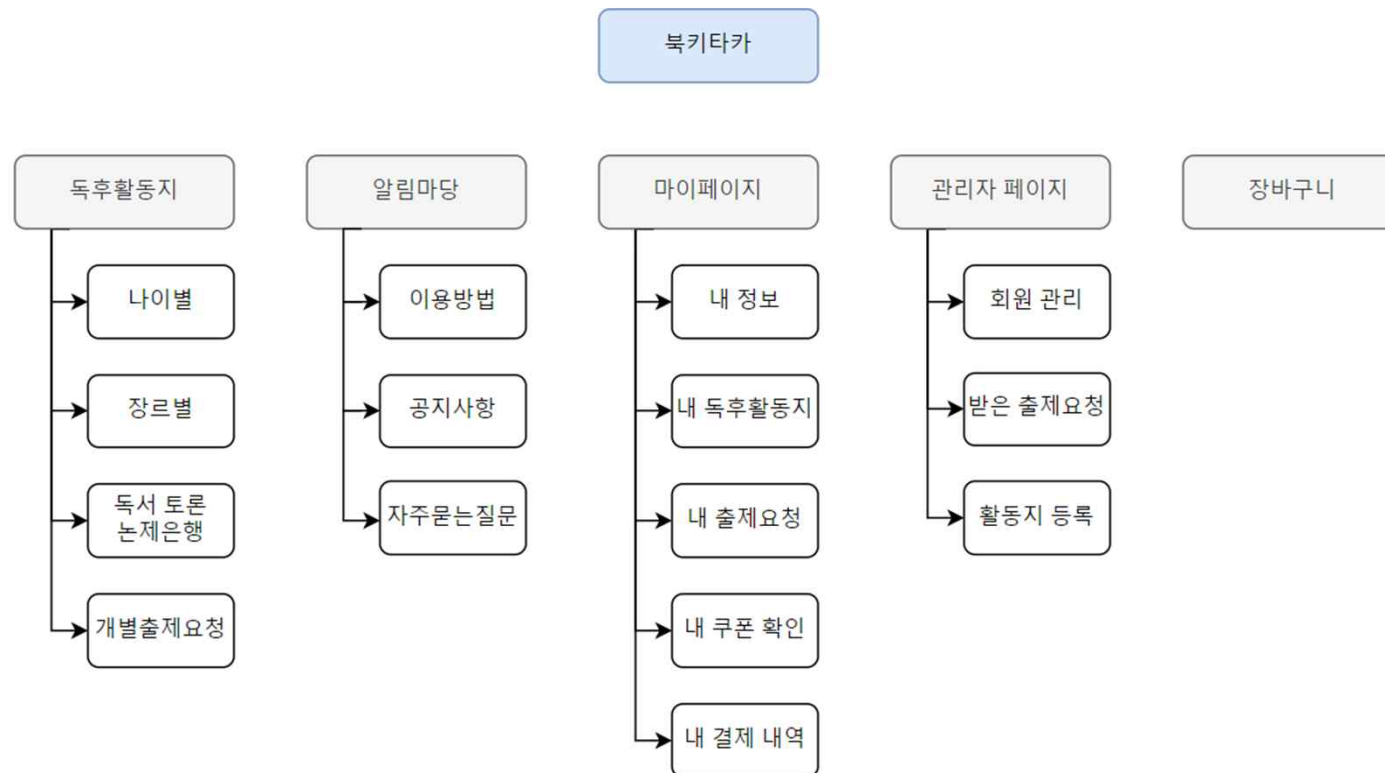 북키타카
독후활동지
알림마당
마이페이지
관리자 페이지
장바구니
나이별
장르별
독서 토론
논제은행
개별출제요청
이용방법
공지사항
자주묻는질문
내 정보
내 독후활동지
내 출제요청
내 쿠폰 확인
내 결제 내역
회원 관리
받은 출제요청
활동지 등록